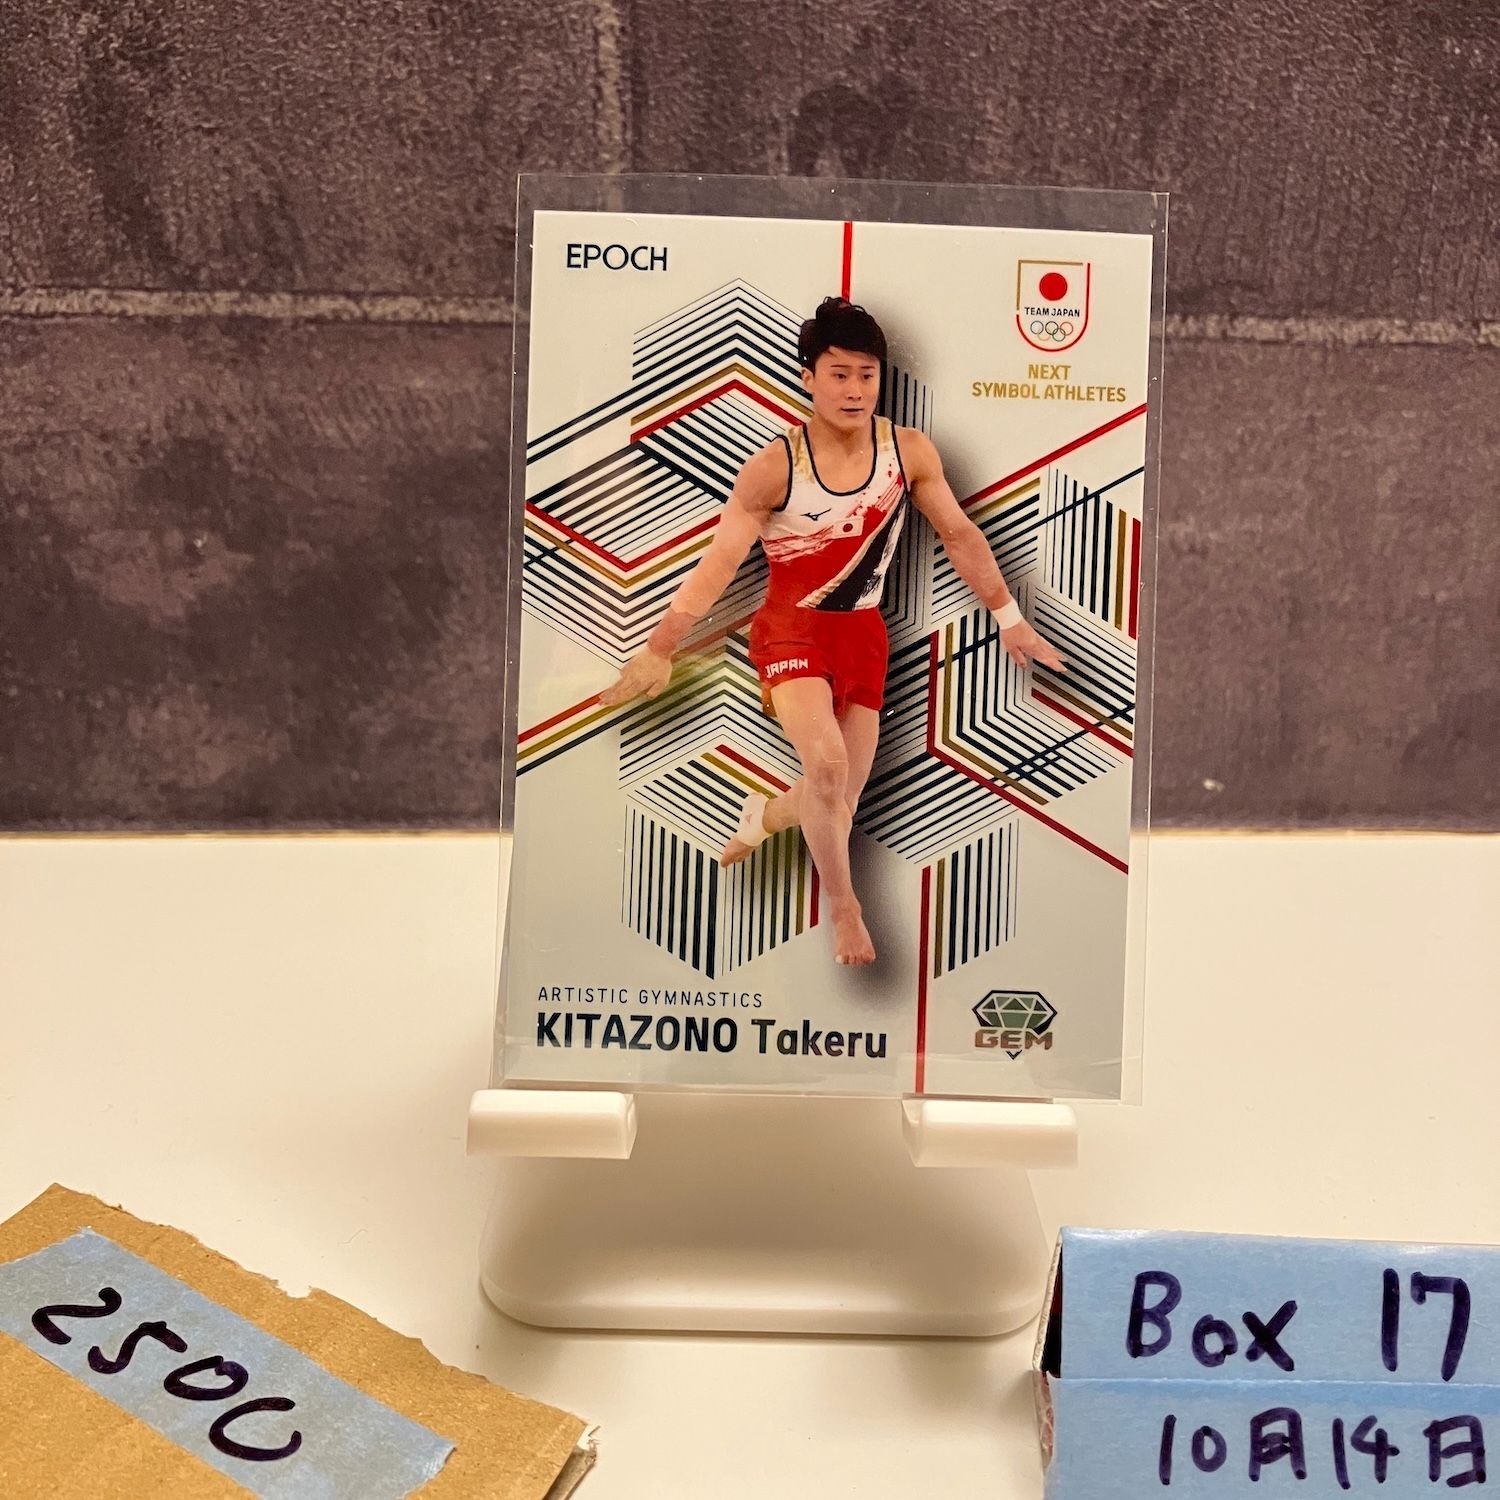 EPOCH
TEAM JAPAN
NEXT
SYMBOL ATHLETES
JAPAN
ARTISTIC GYMNASTICS
KITAZONO Takeru
GEM
2500
Box 17
10月14日